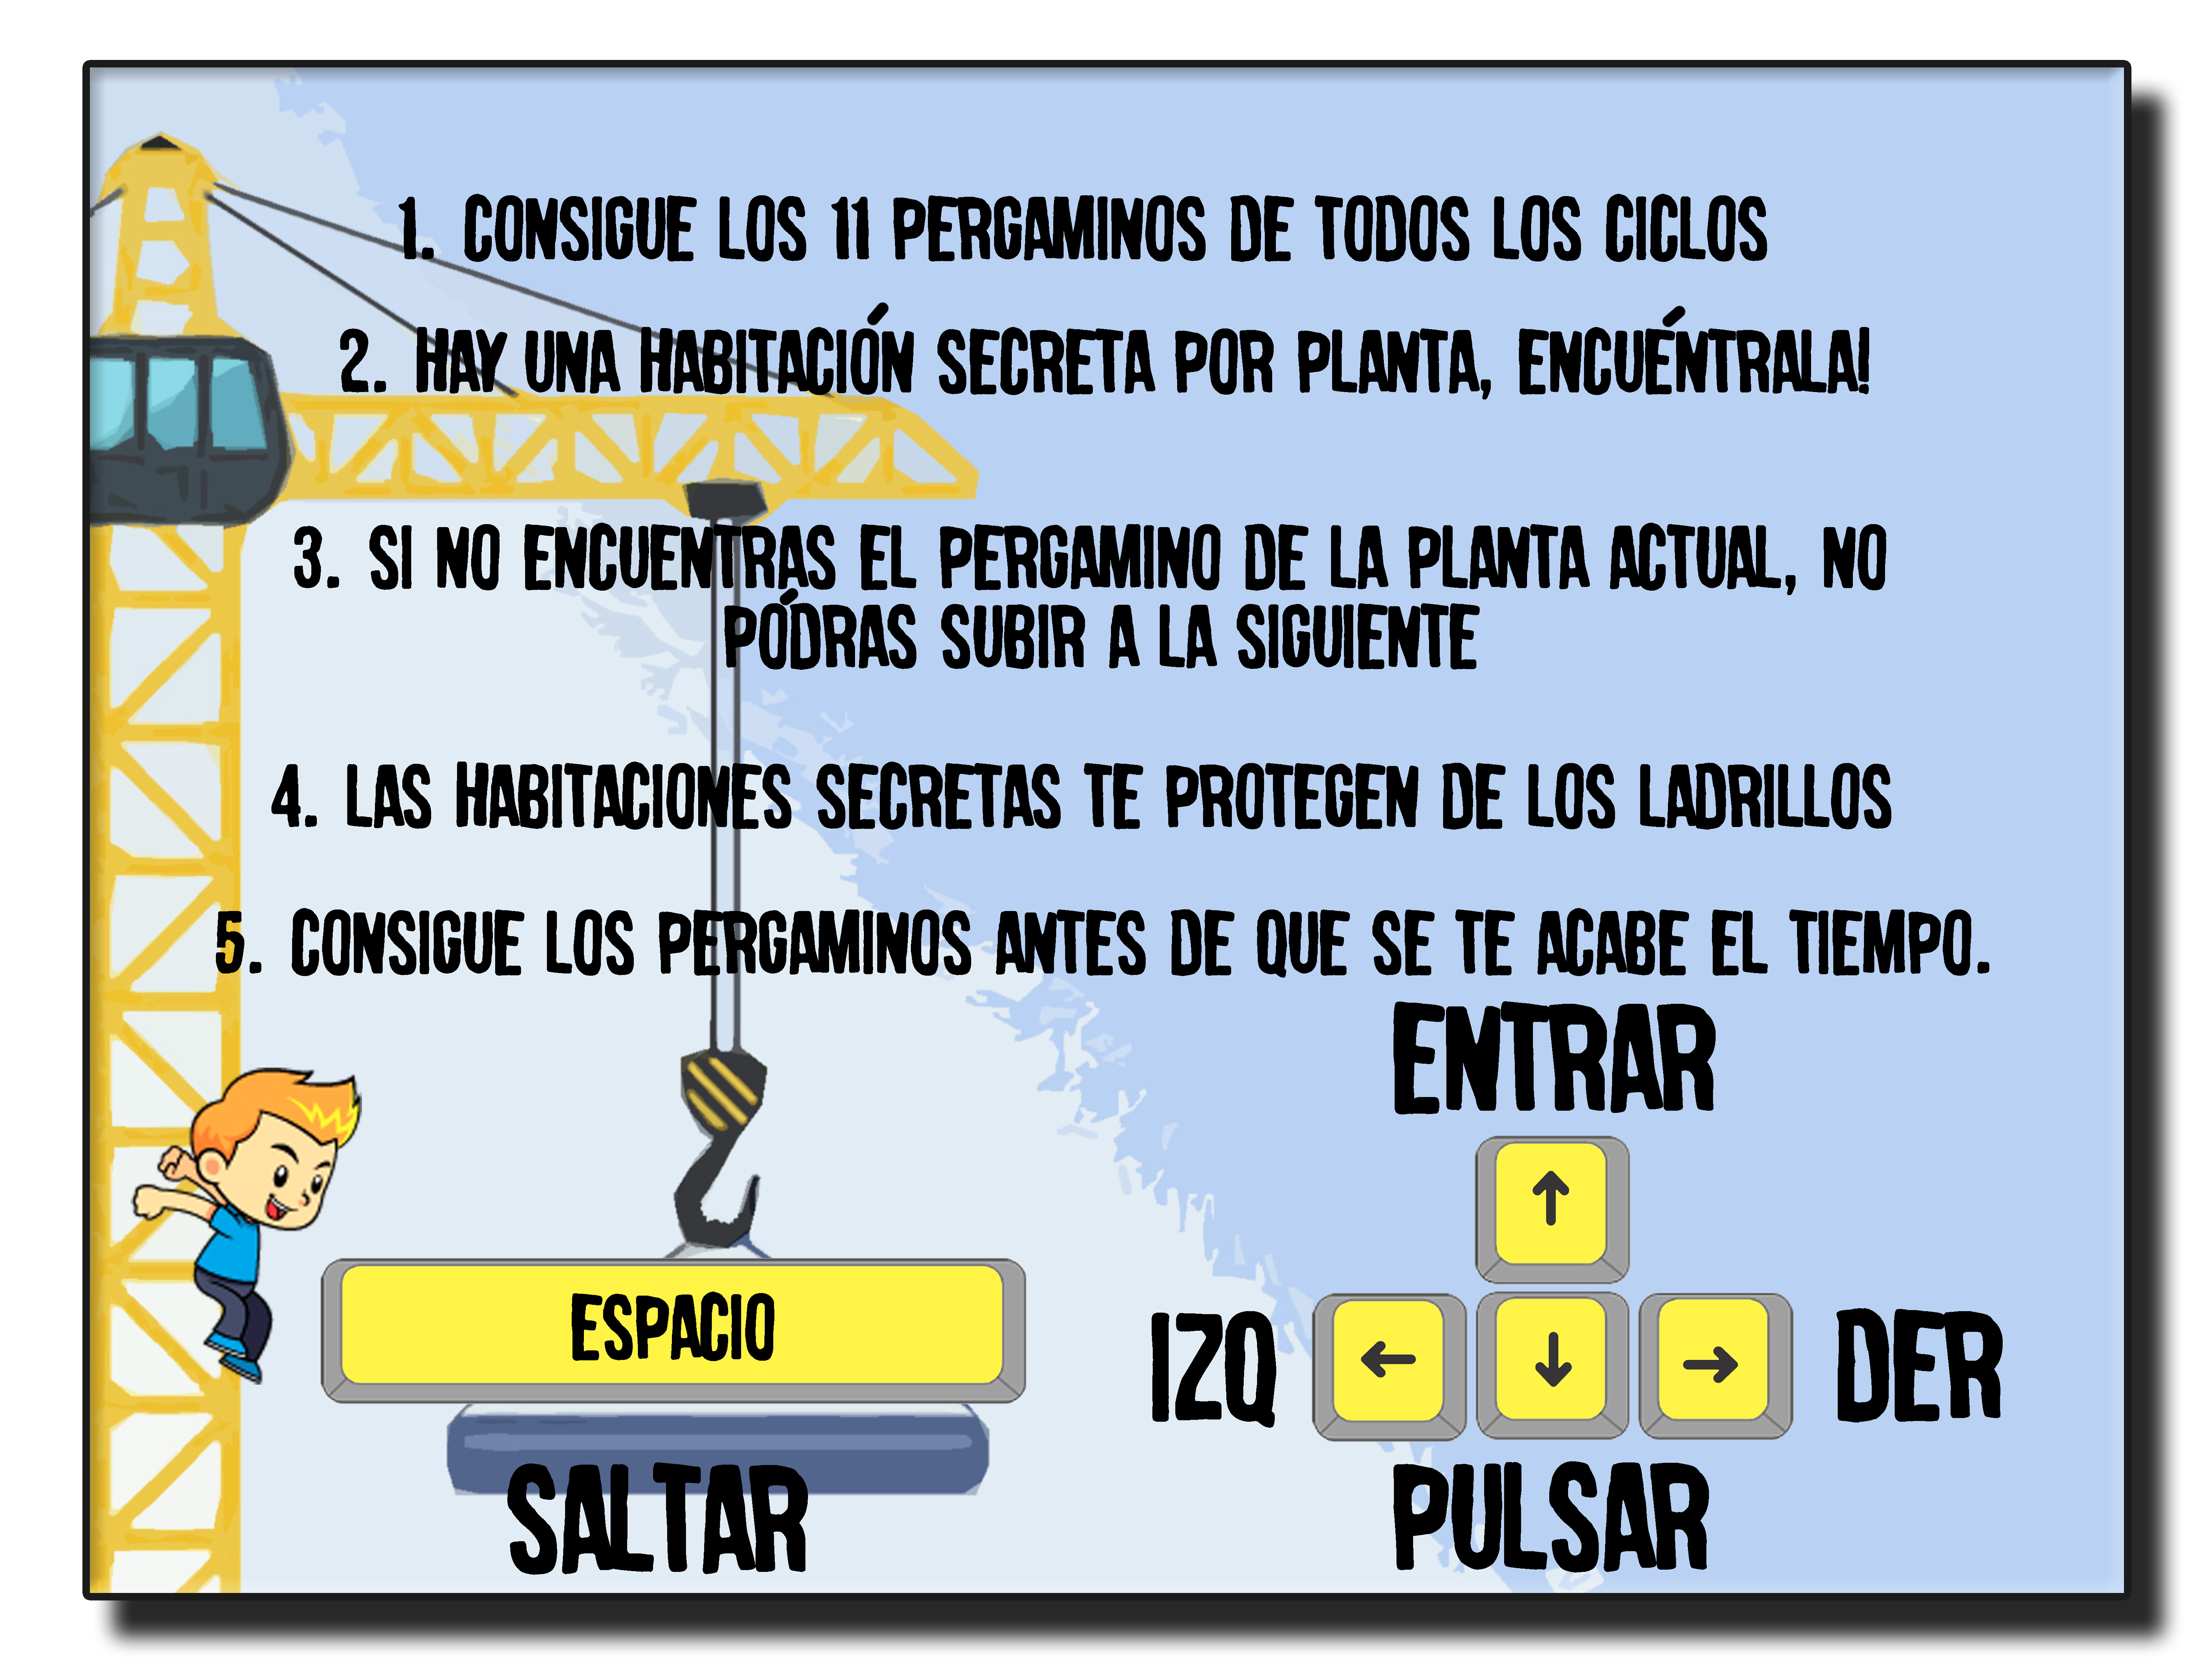 1. CONSIGUE LOS 11 PERGAMINOS DE TODOS LOS CICLOS
2. HAY UNA HABITACIÓN SECRETA POR PLANTA, ENCUÉNTRALA!
3. SI NO ENCUENTRAS EL PERGAMINO DE LA PLANTA ACTUAL, NO
PÓDRAS SUBIR A LA SIGUIENTE
4. LAS HABITACIONES SECRETAS TE PROTEGEN DE LOS LADRILLOS
5. CONSIGUE LOS PERGAMINOS ANTES DE QUE SE TE ACABE EL TIEMPO.
ENTRAR
↑
ESPACIO
IZQ ← ↓ → DER
SALTAR
PULSAR